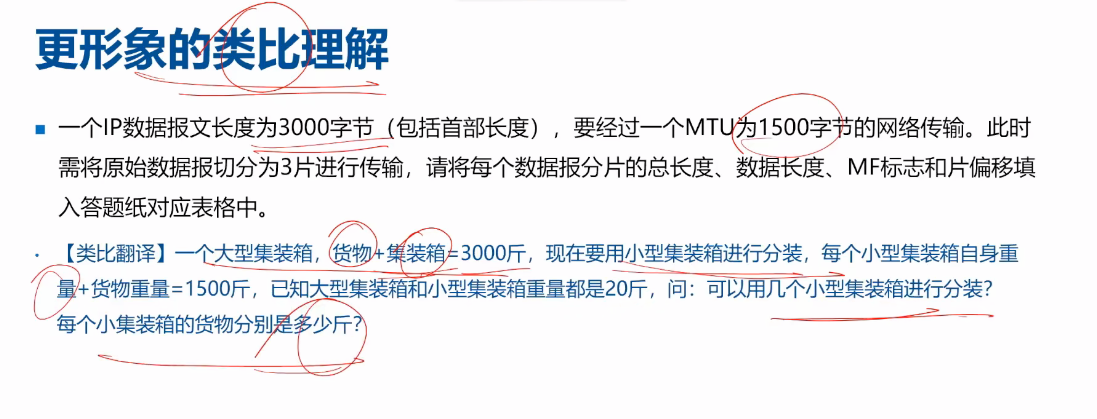 更形象的类比理解
一个IP数据报文长度为3000字节（包括首部长度），要经过一个MTU为1500字节的网络传输。此时
需将原始数据报切分为3片进行传输，请将每个数据报分片的总长度、数据长度、MF标志和片偏移填
入答题纸对应表格中。
【类比翻译】一个大型集装箱，货物+集装箱=3000斤，现在要用小型集装箱进行分装，每个小型集装箱自身重
量+货物重量=1500斤，已知大型集装箱和小型集装箱重量都是20斤，问：可以用几个小型集装箱进行分装？
每个小集装箱的货物分别是多少斤？